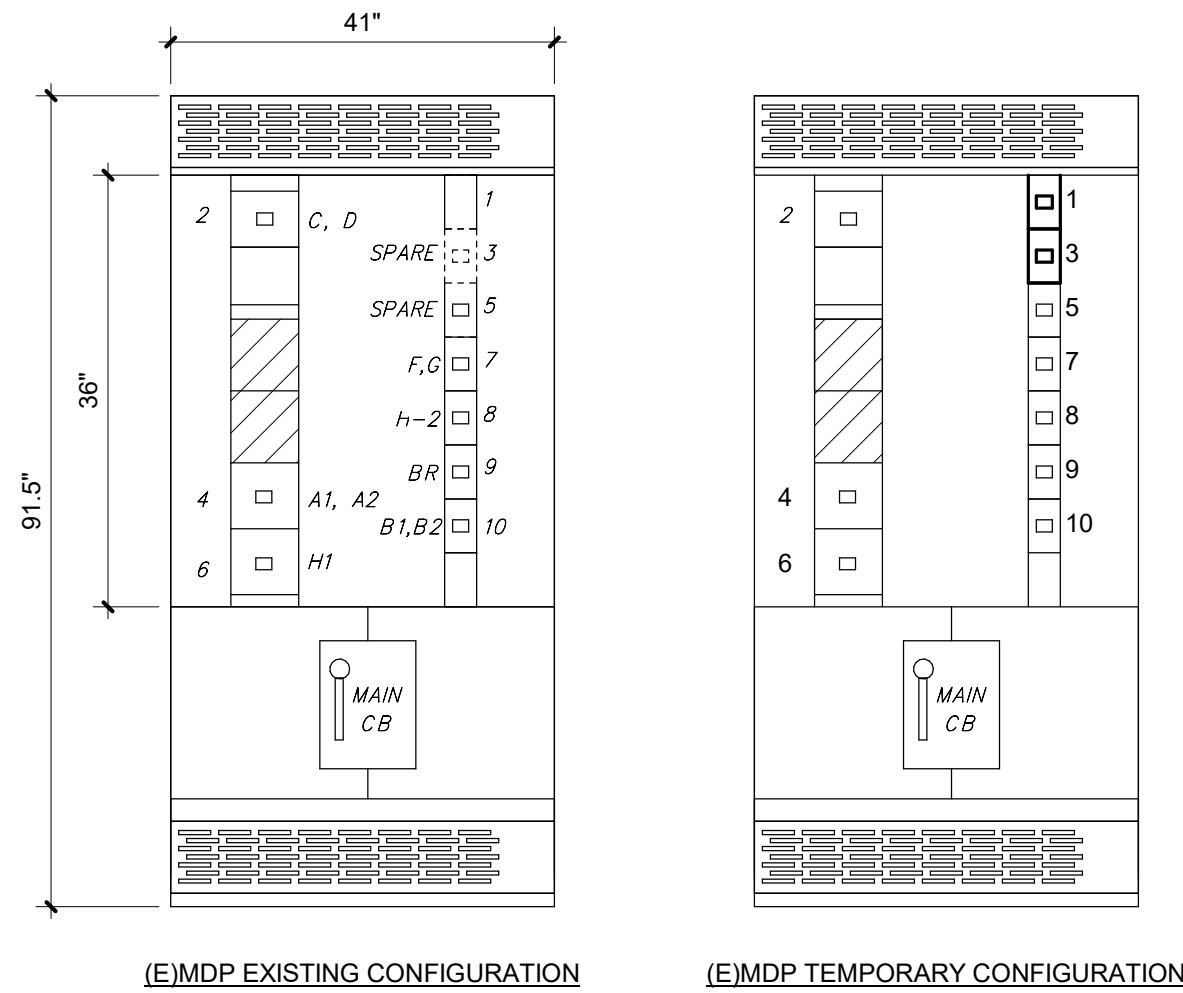 41"
91.5"
36"
2
C, D
1
SPARE
3
SPARE
5
F,G
7
h-2
8
BR
9
4
A1, A2
B1,B2
10
6
H1
MAIN
CB
(E)MDP EXISTING CONFIGURATION
2
1
3
5
7
8
9
4
10
6
MAIN
CB
(E)MDP TEMPORARY CONFIGURATION